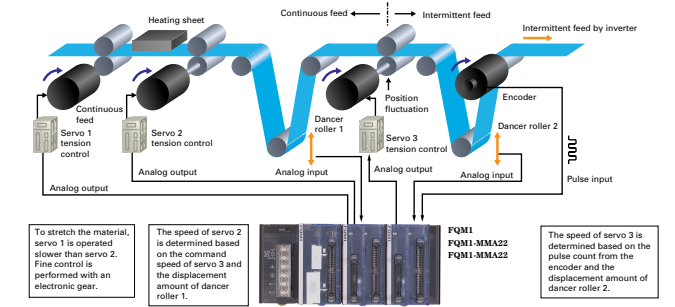 Heating sheet
Continuous feed
Intermittent feed
Intermittent feed by inverter
Continuous
feed
Position
fluctuation
Encoder
Servo 1
tension
control
Servo 2
tension control
Dancer
roller 1
Servo 3
tension control
Dancer roller 2
Analog output
Analog output
Analog input
Analog output
Analog input
Pulse input
To stretch the material,
servo 1 is operated
slower than servo 2.
Fine control is
performed with an
electronic gear.
The speed of servo 2
is determined based
on the command
speed of servo 3 and
the displacement
amount of dancer
roller 1.
FQM1
FQM1-MMA22
FQM1-MMA22
The speed of servo 3 is
determined based on the
pulse count from the
encoder and the
displacement amount of
dancer roller 2.